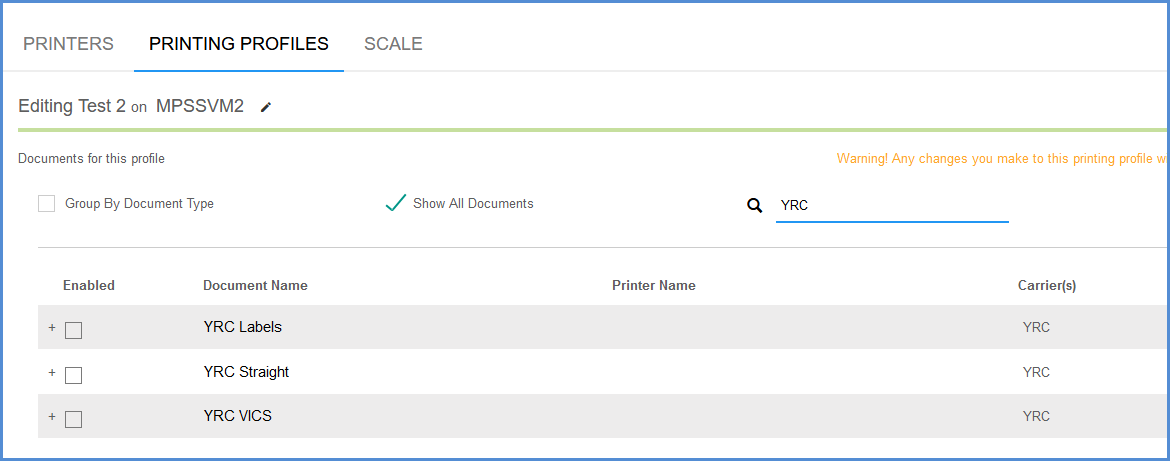 PRINTERS PRINTING PROFILES SCALE
Editing Test 2 on MPSSVM2
Documents for this profile Warning! Any changes you make to this printing profile w
Group By Document Type Show All Documents YRC
Enabled Document Name Printer Name Carrier(s)
+ YRC Labels YRC
+ YRC Straight YRC
+ YRC VICS YRC